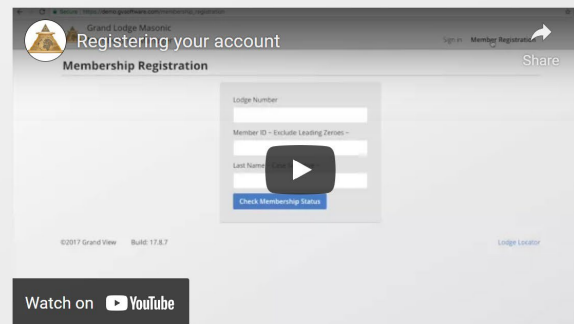 Grand Lodge Masonic
Registering your account
Sign in Member Registration
Share
Membership Registration
Lodge Number
Member ID – Exclude Leading Zeroes –
Last Name
Check Membership Status
©2017 Grand View Build: 17.8.7
Lodge Locator
Watch on YouTube